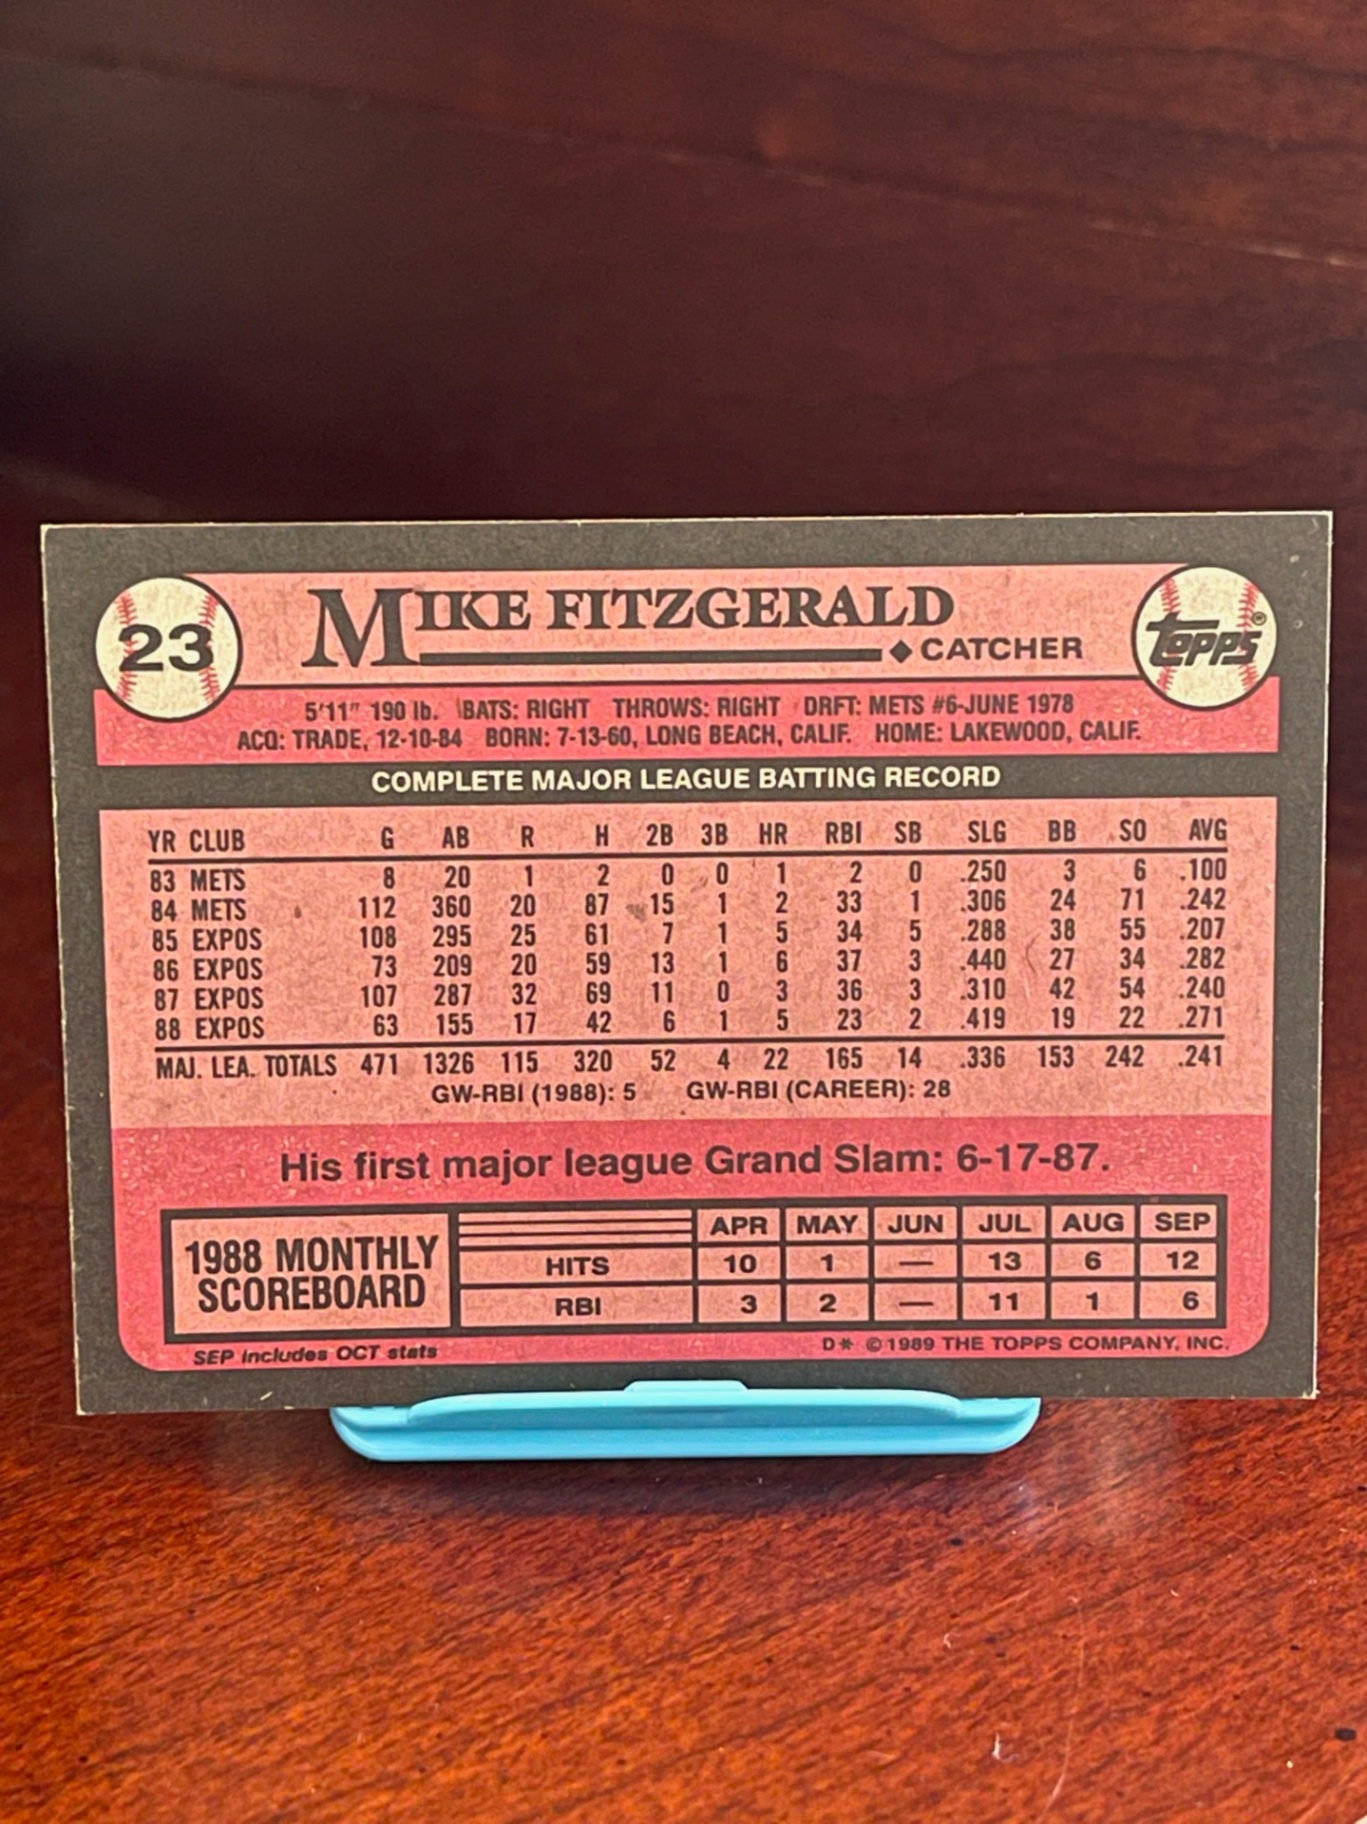 23
MIKE FITZGERALD
◆ CATCHER
TOPPS®
5'11" 190 lb. BATS: RIGHT THROWS: RIGHT DRFT: METS #6-JUNE 1978
ACQ: TRADE, 12-10-84 BORN: 7-13-60, LONG BEACH, CALIF. HOME: LAKEWOOD, CALIF.
COMPLETE MAJOR LEAGUE BATTING RECORD
YR CLUB G AB R H 2B 3B HR RBI SB SLG BB SO AVG
83 METS 8 20 1 2 0 0 1 2 0 .250 3 6 .100
84 METS 112 360 20 87 15 1 2 33 1 .306 24 71 .242
85 EXPOS 108 295 25 61 7 1 5 34 5 .288 38 55 .207
86 EXPOS 73 209 20 59 13 1 6 37 3 .440 27 34 .282
87 EXPOS 107 287 32 69 11 0 3 36 3 .310 42 54 .240
88 EXPOS 63 155 17 42 6 1 5 23 2 .419 19 22 .271
MAJ. LEA. TOTALS 471 1326 115 320 52 4 22 165 14 .336 153 242 .241
GW-RBI (1988): 5 GW-RBI (CAREER): 28
His first major league Grand Slam: 6-17-87.
1988 MONTHLY
SCOREBOARD
APR MAY JUN JUL AUG SEP
HITS 10 1 — 13 6 12
RBI 3 2 — 11 1 6
SEP includes OCT stats
D* © 1989 THE TOPPS COMPANY, INC.